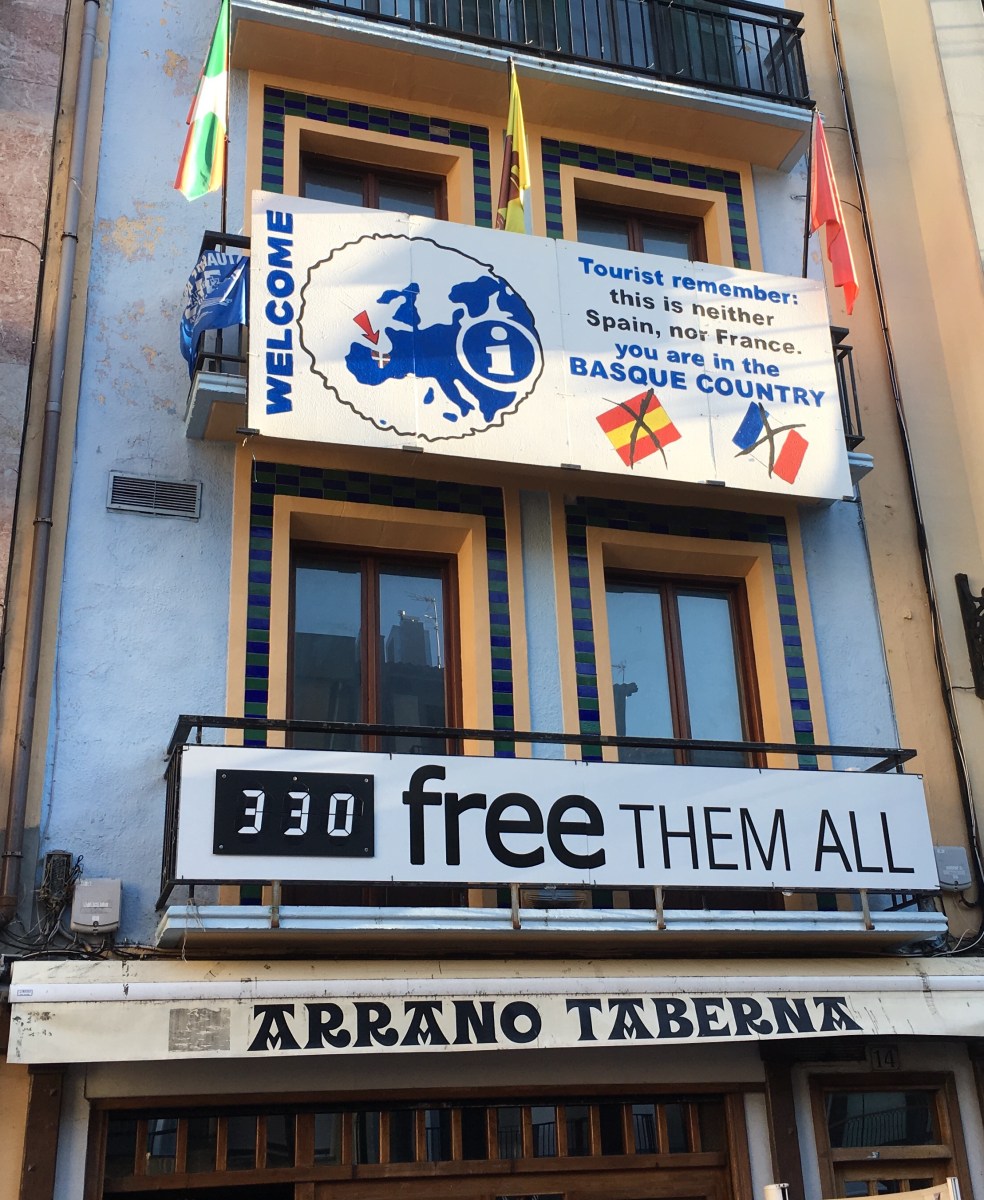 WELCOME
i
Tourist remember:
this is neither
Spain, nor France.
you are in the
BASQUE COUNTRY
330 free THEM ALL
ARRANO TABERNA
14